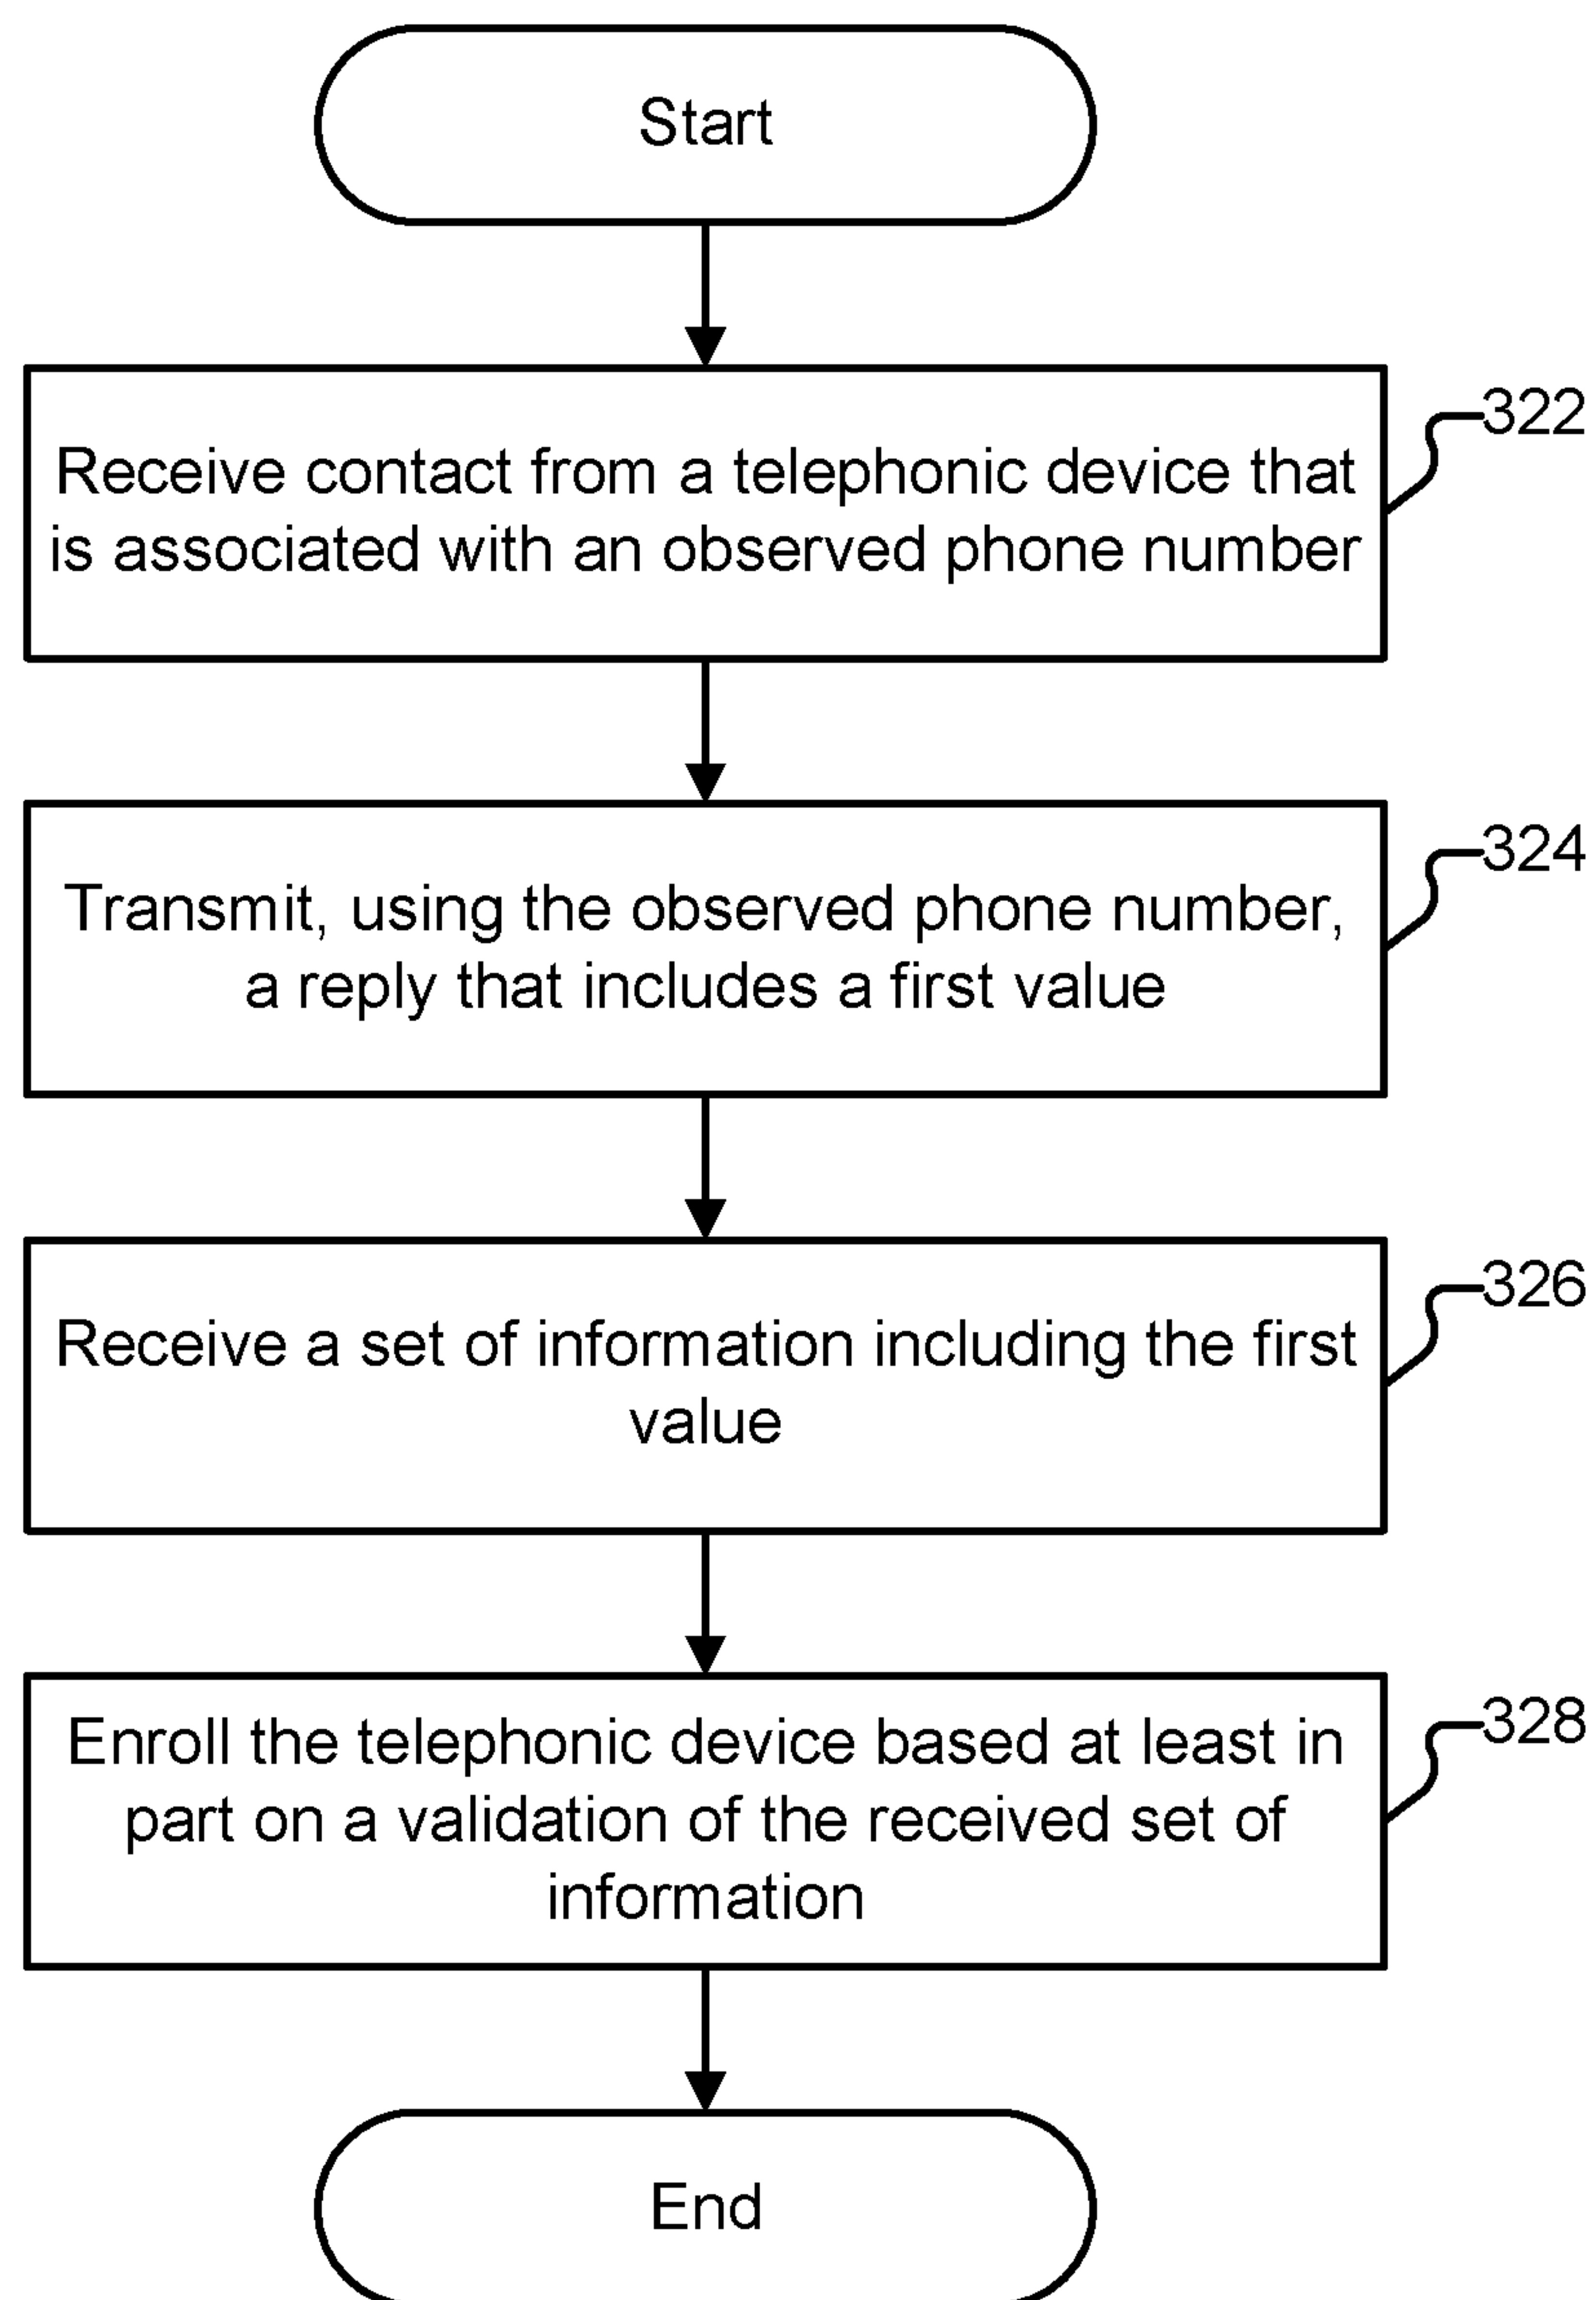 Start
322
Receive contact from a telephonic device that
is associated with an observed phone number
324
Transmit, using the observed phone number,
a reply that includes a first value
326
Receive a set of information including the first
value
328
Enroll the telephonic device based at least in
part on a validation of the received set of
information
End